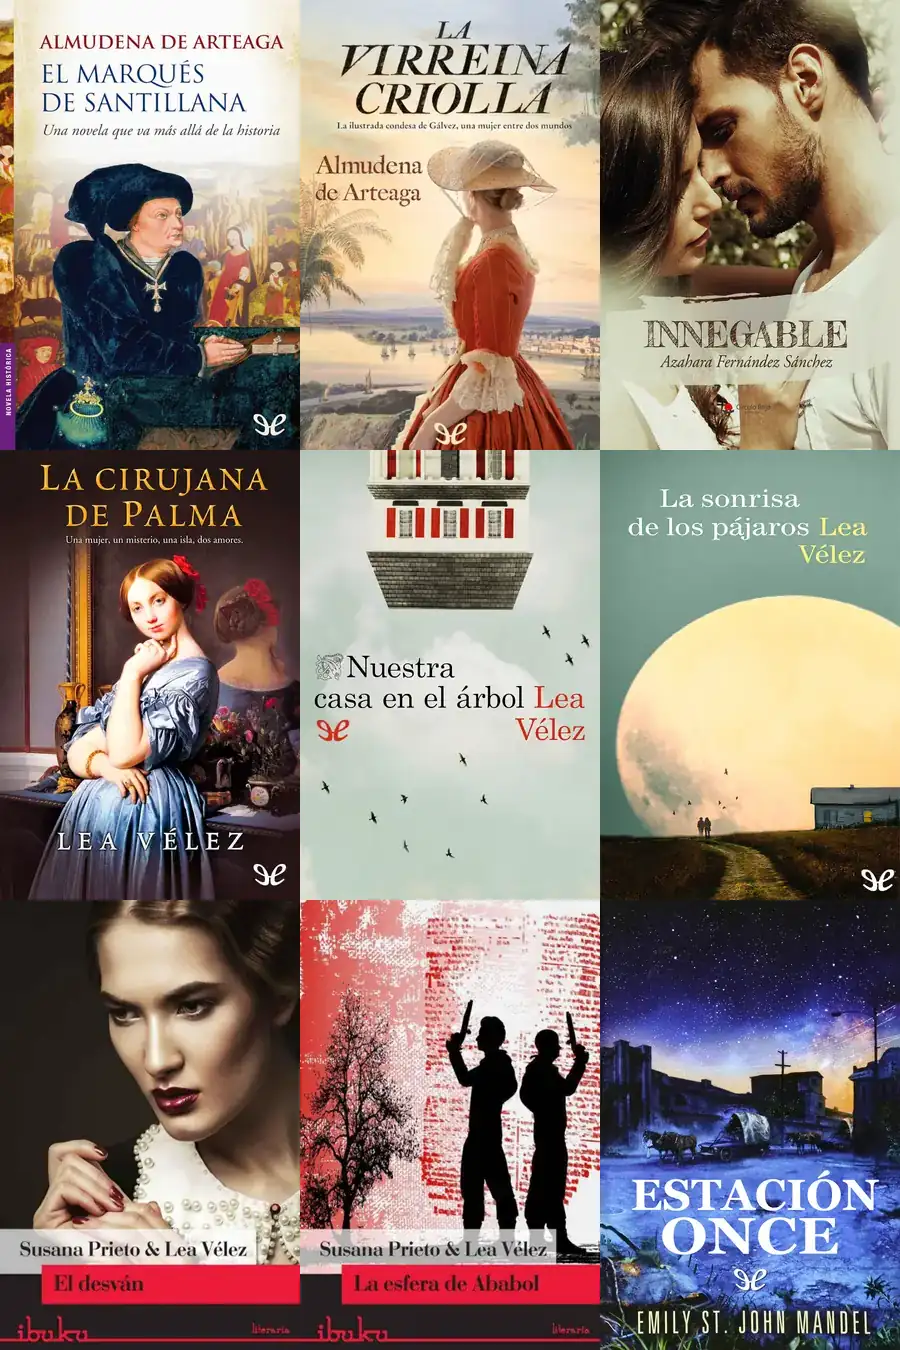 ALMUDENA DE ARTEAGA
EL MARQUÉS
DE SANTILLANA
Una novela que va más allá de la historia
NOVELA HISTÓRICA
LA
VIRREINA
CRIOLLA
La ilustrada condesa de Gálvez, una mujer entre dos mundos
Almudena
de Arteaga
INNEGABLE
Azahara Fernández Sánchez
LA CIRUJANA
DE PALMA
Una mujer, un misterio, una isla, dos amores.
LEA VÉLEZ
Nuestra
casa en el árbol Lea
Vélez
La sonrisa
de los pájaros Lea
Vélez
Susana Prieto & Lea Vélez
El desván
ibuku
literaria
Susana Prieto & Lea Vélez
La esfera de Ababol
ibuku
literaria
ESTACIÓN
ONCE
EMILY ST. JOHN MANDEL